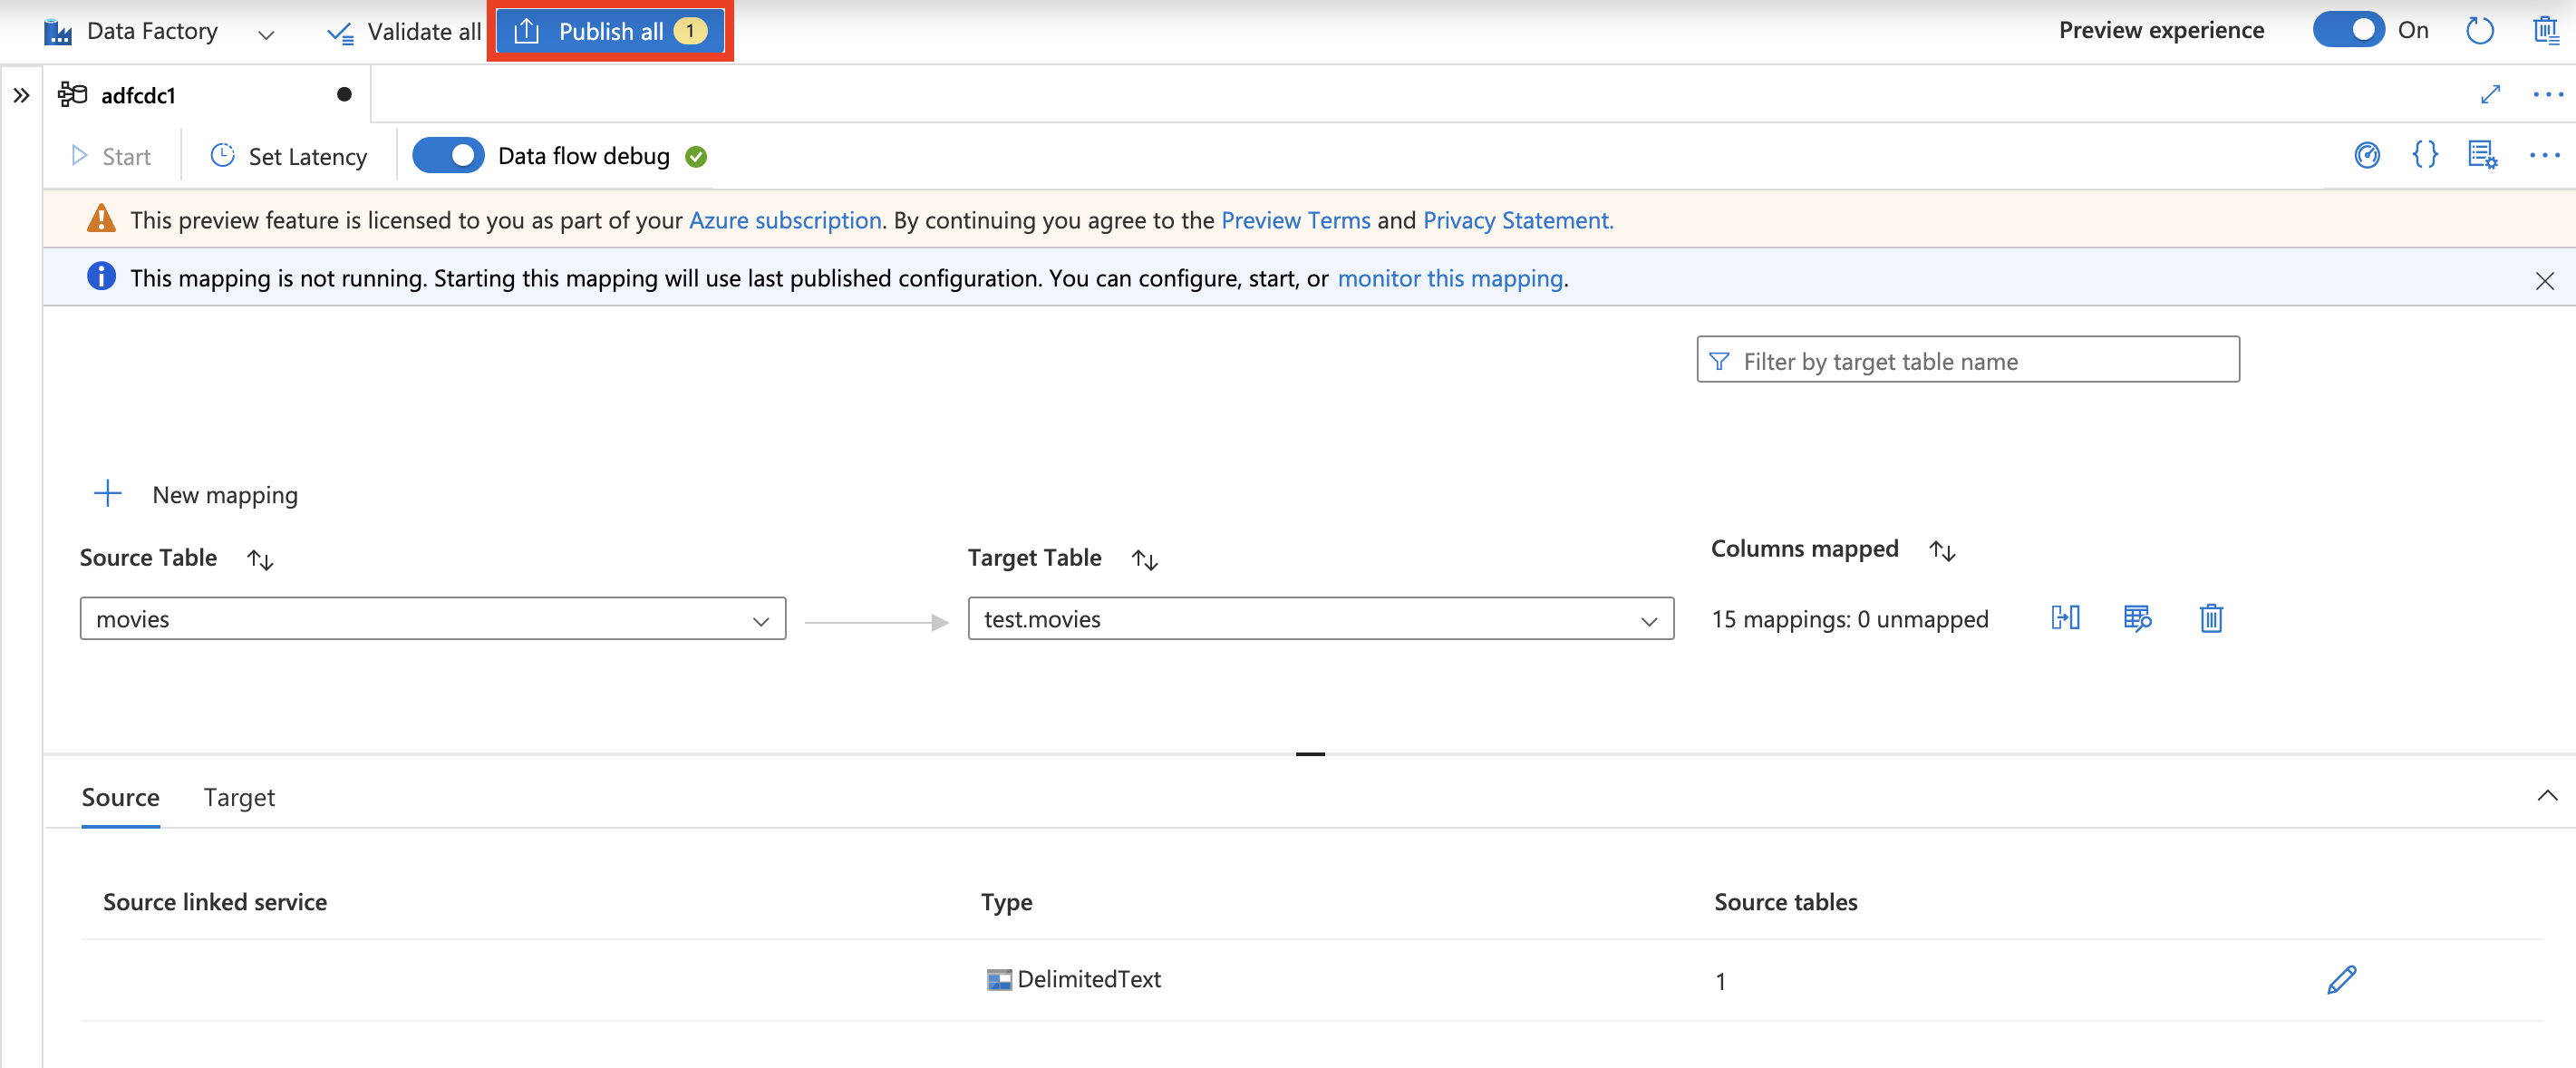 Data Factory Validate all Publish all 1 Preview experience On
adfcdc1
Start Set Latency Data flow debug
This preview feature is licensed to you as part of your Azure subscription. By continuing you agree to the Preview Terms and Privacy Statement.
This mapping is not running. Starting this mapping will use last published configuration. You can configure, start, or monitor this mapping.
Filter by target table name
New mapping
Source Table Target Table Columns mapped
movies test.movies 15 mappings: 0 unmapped
Source Target
Source linked service Type Source tables
DelimitedText 1